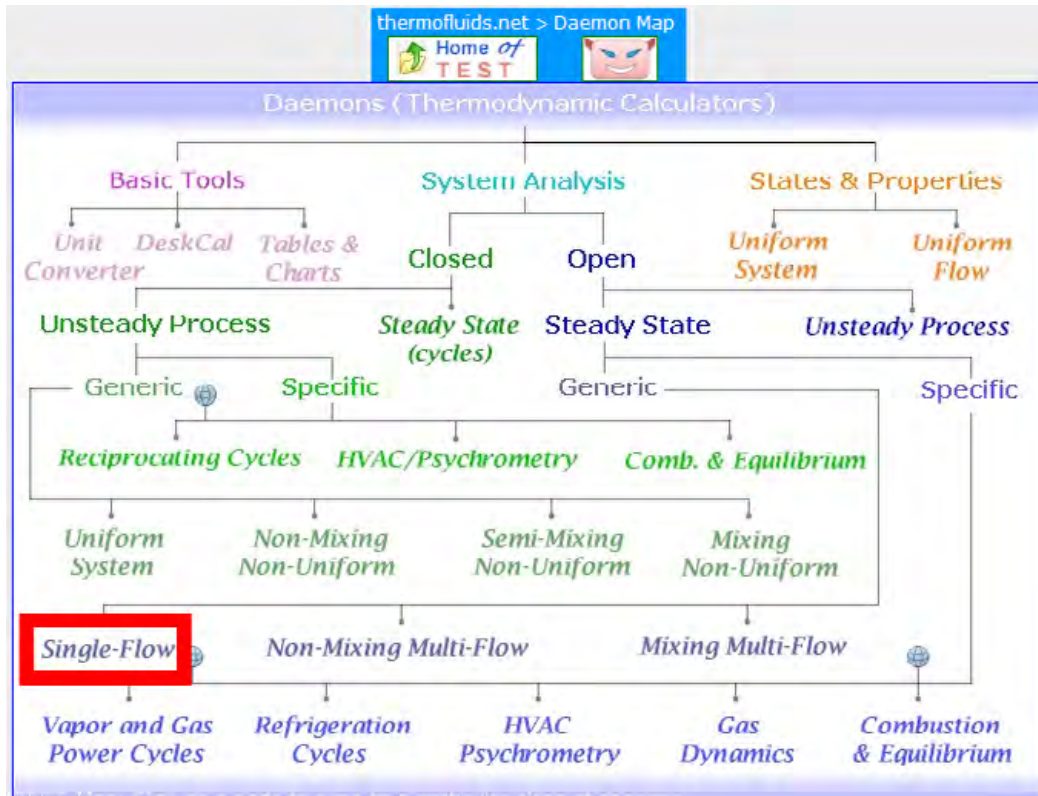 thermofluids.net > Daemon Map
Home of
TEST
Daemons (Thermodynamic Calculators)
Basic Tools
System Analysis
States & Properties
Unit
Converter
DeskCal
Tables &
Charts
Closed
Open
Uniform
System
Uniform
Flow
Unsteady Process
Steady State
(cycles)
Steady State
Unsteady Process
Generic
Specific
Generic
Specific
Reciprocating Cycles
HVAC/Psychrometry
Comb. & Equilibrium
Uniform
System
Non-Mixing
Non-Uniform
Semi-Mixing
Non-Uniform
Mixing
Non-Uniform
Single-Flow
Non-Mixing Multi-Flow
Mixing Multi-Flow
Vapor and Gas
Power Cycles
Refrigeration
Cycles
HVAC
Psychrometry
Gas
Dynamics
Combustion
& Equilibrium